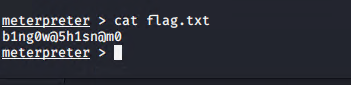 meterpreter > cat flag.txt
b1ng0w@5h1sn@m0
meterpreter >